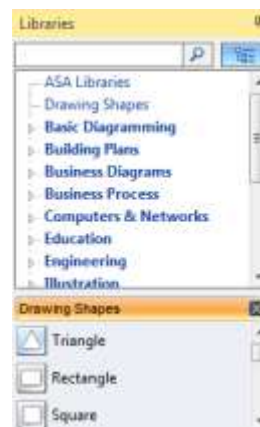 Libraries
ASA Libraries
Drawing Shapes
Basic Diagramming
Building Plans
Business Diagrams
Business Process
Computers & Networks
Education
Engineering
Illustration
Drawing Shapes
Triangle
Rectangle
Square